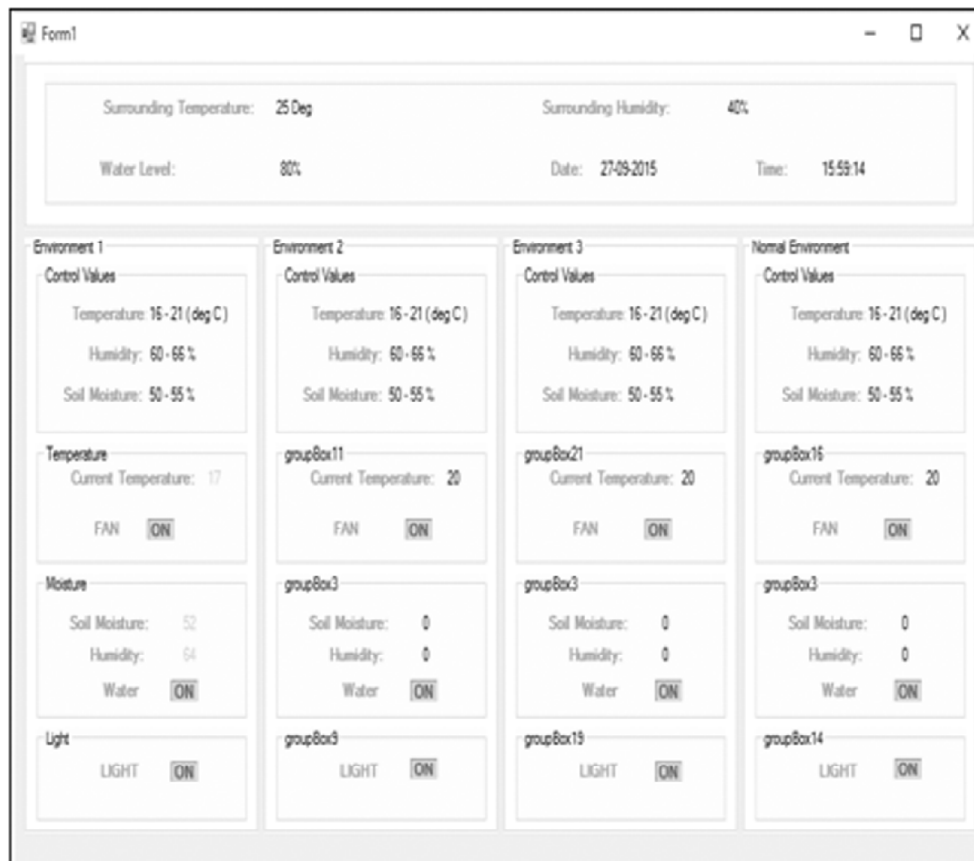 Form1
Surrounding Temperature: 25 Deg Surrounding Humidity: 40%
Water Level: 80% Date: 27-09-2015 Time: 15:59:14
Environment 1
Control Values
Temperature: 16 - 21 ( deg C )
Humidity: 60 - 66 %
Soil Moisture: 50 - 55 %
Temperature
Current Temperature: 17
FAN ON
Moisture
Soil Moisture: 52
Humidity: 64
Water ON
Light
LIGHT ON
Environment 2
Control Values
Temperature: 16 - 21 ( deg C )
Humidity: 60 - 66 %
Soil Moisture: 50 - 55 %
groupBox11
Current Temperature: 20
FAN ON
groupBox3
Soil Moisture: 0
Humidity: 0
Water ON
groupBox9
LIGHT ON
Environment 3
Control Values
Temperature: 16 - 21 ( deg C )
Humidity: 60 - 66 %
Soil Moisture: 50 - 55 %
groupBox21
Current Temperature: 20
FAN ON
groupBox3
Soil Moisture: 0
Humidity: 0
Water ON
groupBox19
LIGHT ON
Normal Environment
Control Values
Temperature: 16 - 21 ( deg C )
Humidity: 60 - 66 %
Soil Moisture: 50 - 55 %
groupBox16
Current Temperature: 20
FAN ON
groupBox3
Soil Moisture: 0
Humidity: 0
Water ON
groupBox14
LIGHT ON